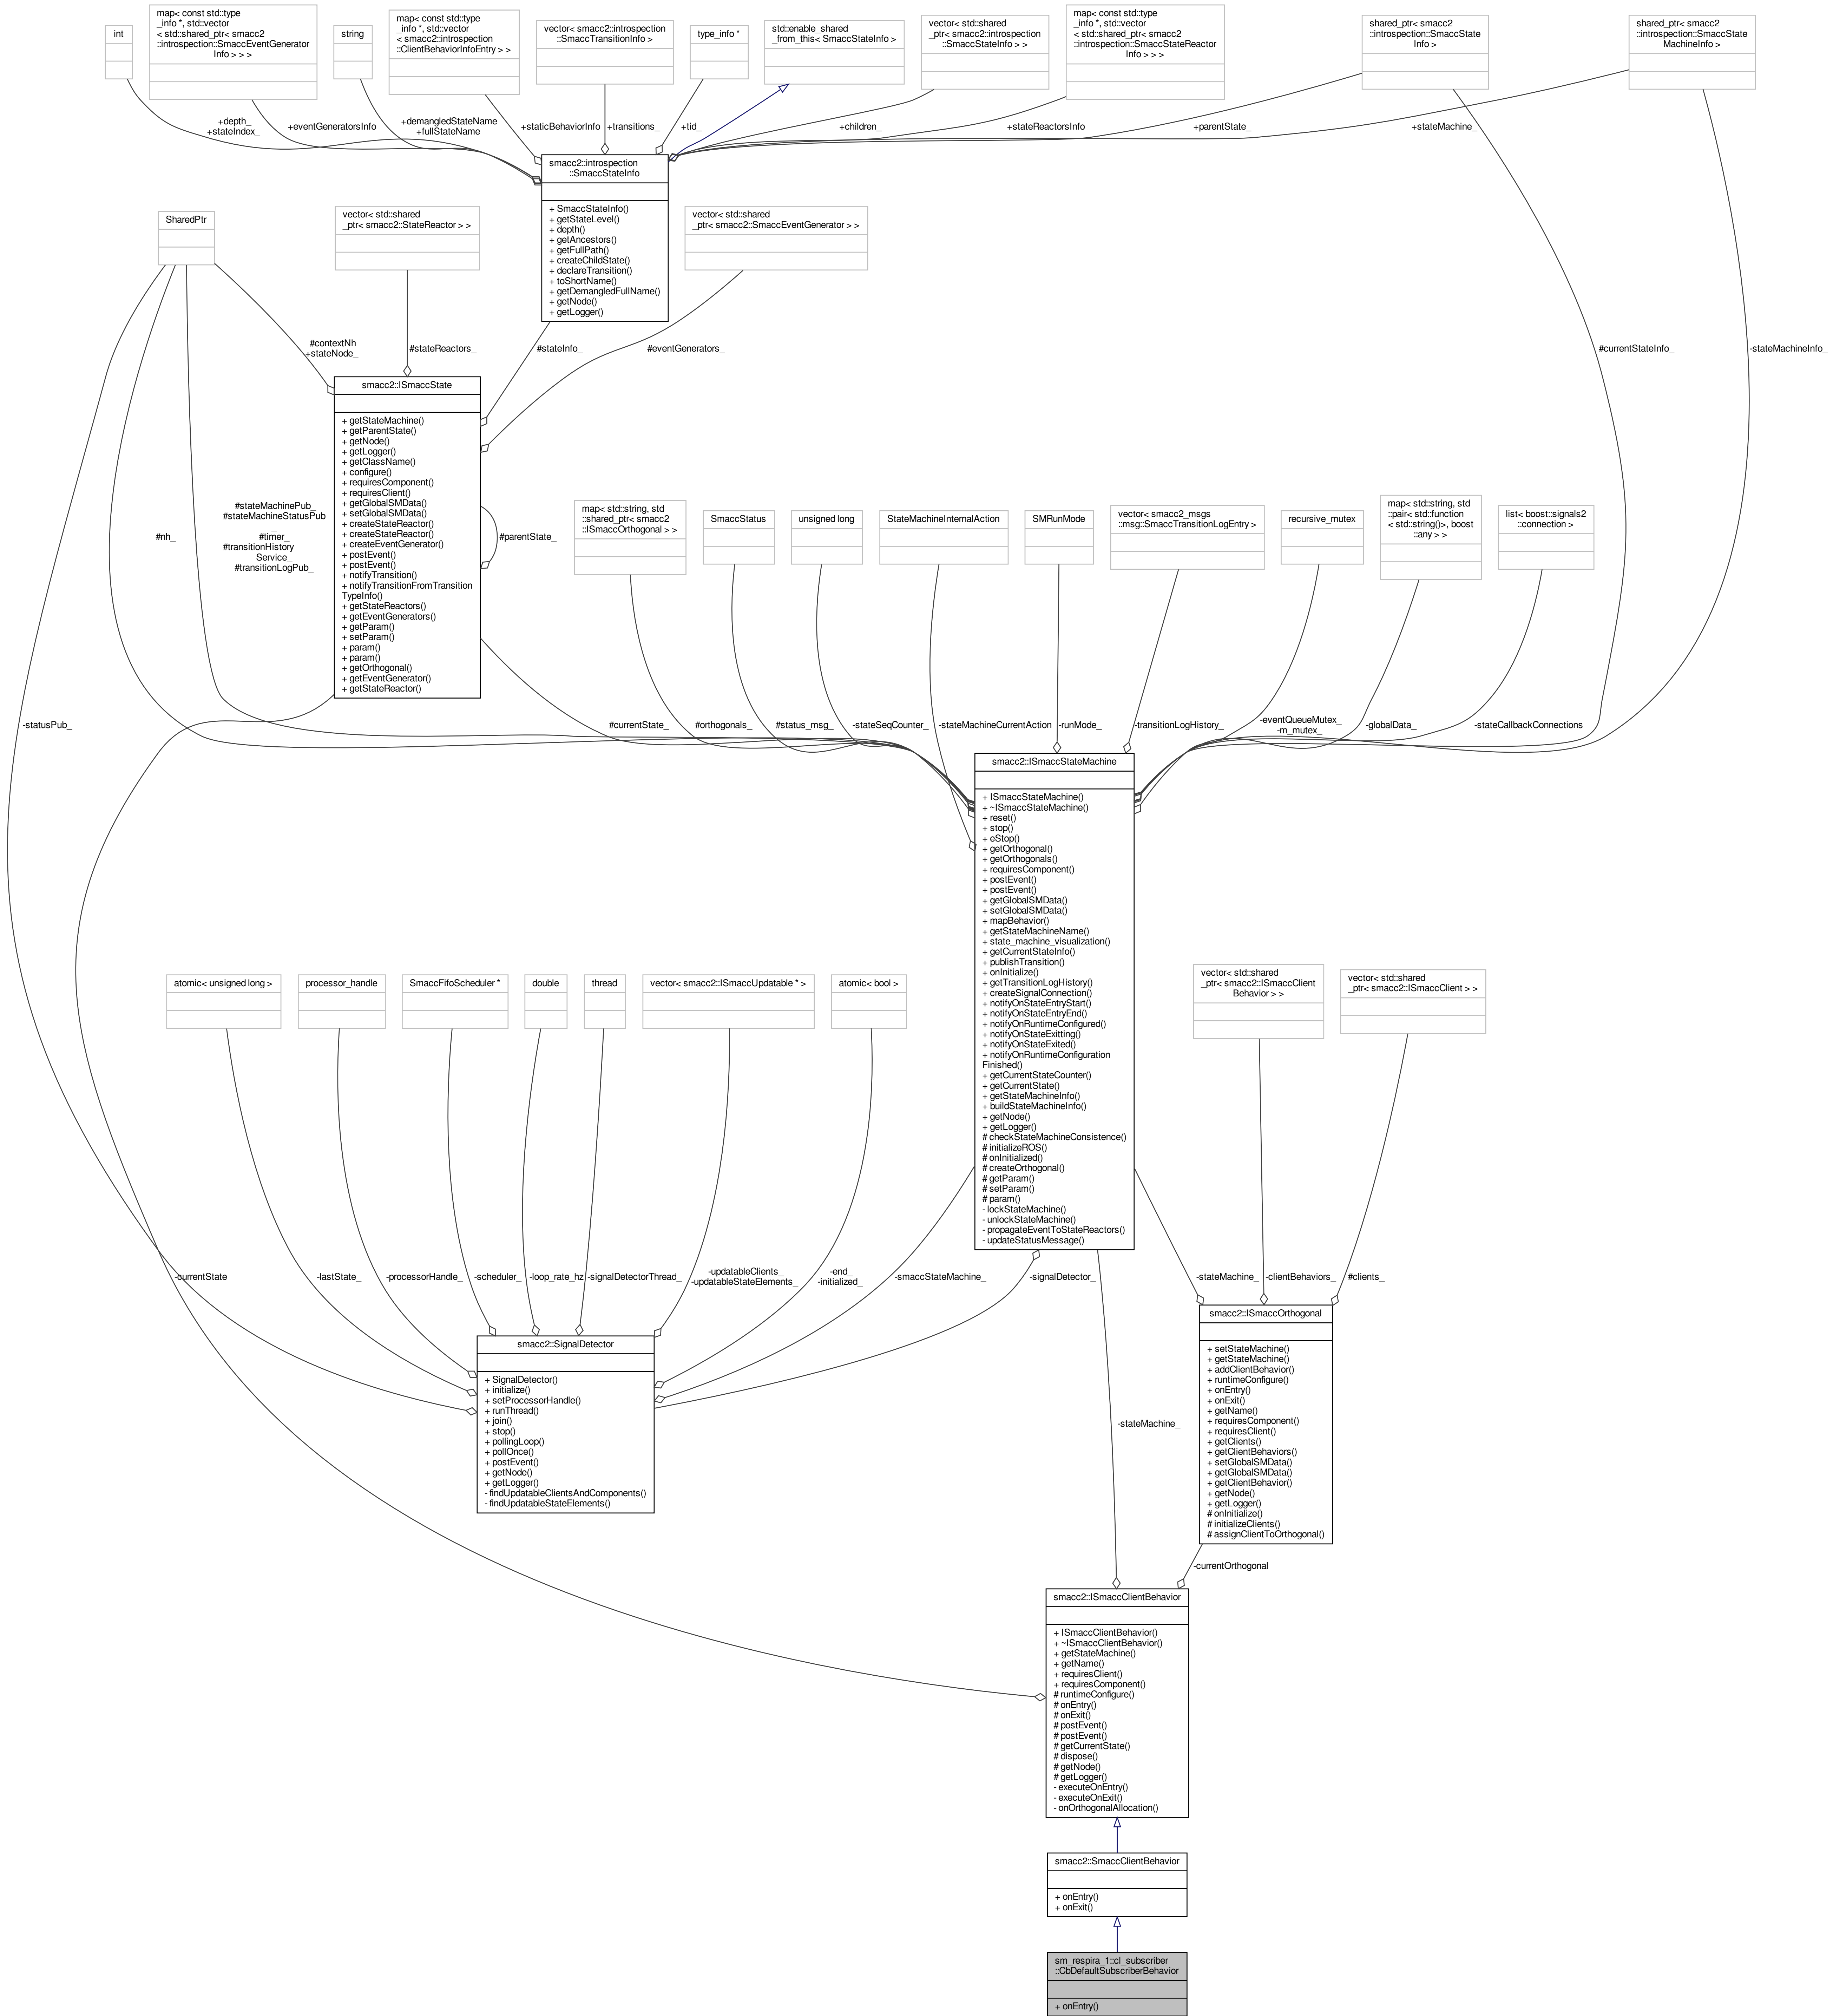 int
map< const std::type
_info *, std::vector
< std::shared_ptr< smacc2
::introspection::SmaccEventGenerator
Info > > >
string
map< const std::type
_info *, std::vector
< smacc2::introspection
::ClientBehaviorInfoEntry > >
vector< smacc2::introspection
::SmaccTransitionInfo >
type_info *
std::enable_shared
_from_this< SmaccStateInfo >
vector< std::shared
_ptr< smacc2::introspection
::SmaccStateInfo > >
map< const std::type
_info *, std::vector
< std::shared_ptr< smacc2
::introspection::SmaccStateReactor
Info > > >
shared_ptr< smacc2
::introspection::SmaccState
Info >
shared_ptr< smacc2
::introspection::SmaccState
MachineInfo >
+depth_
+stateIndex_
+eventGeneratorsInfo
+demangledStateName
+fullStateName
+staticBehaviorInfo
+transitions_
+tid_
+children_
+stateReactorsInfo
+parentState_
+stateMachine_
smacc2::introspection
::SmaccStateInfo
+ SmaccStateInfo()
+ getStateLevel()
+ depth()
+ getAncestors()
+ getFullPath()
+ createChildState()
+ declareTransition()
+ toShortName()
+ getDemangledFullName()
+ getNode()
+ getLogger()
SharedPtr
vector< std::shared
_ptr< smacc2::StateReactor > >
vector< std::shared
_ptr< smacc2::SmaccEventGenerator > >
#contextNh
+stateNode_
#stateReactors_
#stateInfo_
#eventGenerators_
#currentStateInfo_
-stateMachineInfo_
smacc2::ISmaccState
+ getStateMachine()
+ getParentState()
+ getNode()
+ getLogger()
+ getClassName()
+ configure()
+ requiresComponent()
+ requiresClient()
+ getGlobalSMData()
+ setGlobalSMData()
+ createStateReactor()
+ createStateReactor()
+ createEventGenerator()
+ postEvent()
+ postEvent()
+ notifyTransition()
+ notifyTransitionFromTransition
TypeInfo()
+ getStateReactors()
+ getEventGenerators()
+ getParam()
+ setParam()
+ param()
+ param()
+ getOrthogonal()
+ getEventGenerator()
+ getStateReactor()
#parentState_
#nh_
#stateMachinePub_
#stateMachineStatusPub
_
#timer_
#transitionHistory
Service_
#transitionLogPub_
map< std::string, std
::shared_ptr< smacc2
::ISmaccOrthogonal > >
SmaccStatus
unsigned long
StateMachineInternalAction
SMRunMode
vector< smacc2_msgs
::msg::SmaccTransitionLogEntry >
recursive_mutex
map< std::string, std
::pair< std::function
< std::string()>, boost
::any > >
list< boost::signals2
::connection >
-statusPub_
#currentState_
#orthogonals_
#status_msg_
-stateSeqCounter_
-stateMachineCurrentAction
-runMode_
-transitionLogHistory_
-eventQueueMutex_
-m_mutex_
-globalData_
-stateCallbackConnections
smacc2::ISmaccStateMachine
+ ISmaccStateMachine()
+ ~ISmaccStateMachine()
+ reset()
+ stop()
+ eStop()
+ getOrthogonal()
+ getOrthogonals()
+ requiresComponent()
+ postEvent()
+ postEvent()
+ getGlobalSMData()
+ setGlobalSMData()
+ mapBehavior()
+ getStateMachineName()
+ state_machine_visualization()
+ getCurrentStateInfo()
+ publishTransition()
+ onInitialize()
+ getTransitionLogHistory()
+ createSignalConnection()
+ notifyOnStateEntryStart()
+ notifyOnStateEntryEnd()
+ notifyOnRuntimeConfigured()
+ notifyOnStateExitting()
+ notifyOnStateExited()
+ notifyOnRuntimeConfiguration
Finished()
+ getCurrentStateCounter()
+ getCurrentState()
+ getStateMachineInfo()
+ buildStateMachineInfo()
+ getNode()
+ getLogger()
# checkStateMachineConsistence()
# initializeROS()
# onInitialized()
# createOrthogonal()
# getParam()
# setParam()
# param()
- lockStateMachine()
- unlockStateMachine()
- propagateEventToStateReactors()
- updateStatusMessage()
atomic< unsigned long >
processor_handle
SmaccFifoScheduler *
double
thread
vector< smacc2::ISmaccUpdatable * >
atomic< bool >
vector< std::shared
_ptr< smacc2::ISmaccClient
Behavior > >
vector< std::shared
_ptr< smacc2::ISmaccClient > >
-currentState
-lastState_
-processorHandle_
-scheduler_
-loop_rate_hz
-signalDetectorThread_
-updatableClients_
-updatableStateElements_
-end_
-initialized_
-smaccStateMachine_
-signalDetector_
-stateMachine_
-clientBehaviors_
#clients_
smacc2::SignalDetector
+ SignalDetector()
+ initialize()
+ setProcessorHandle()
+ runThread()
+ join()
+ stop()
+ pollingLoop()
+ pollOnce()
+ postEvent()
+ getNode()
+ getLogger()
- findUpdatableClientsAndComponents()
- findUpdatableStateElements()
smacc2::ISmaccOrthogonal
+ setStateMachine()
+ getStateMachine()
+ addClientBehavior()
+ runtimeConfigure()
+ onEntry()
+ onExit()
+ getName()
+ requiresComponent()
+ requiresClient()
+ getClients()
+ getClientBehaviors()
+ setGlobalSMData()
+ getGlobalSMData()
+ getClientBehavior()
+ getNode()
+ getLogger()
# onInitialize()
# initializeClients()
# assignClientToOrthogonal()
-stateMachine_
-currentOrthogonal
smacc2::ISmaccClientBehavior
+ ISmaccClientBehavior()
+ ~ISmaccClientBehavior()
+ getStateMachine()
+ getName()
+ requiresClient()
+ requiresComponent()
# runtimeConfigure()
# onEntry()
# onExit()
# postEvent()
# postEvent()
# getCurrentState()
# dispose()
# getNode()
# getLogger()
- executeOnEntry()
- executeOnExit()
- onOrthogonalAllocation()
smacc2::SmaccClientBehavior
+ onEntry()
+ onExit()
sm_respira_1::cl_subscriber
::CbDefaultSubscriberBehavior
+ onEntry()